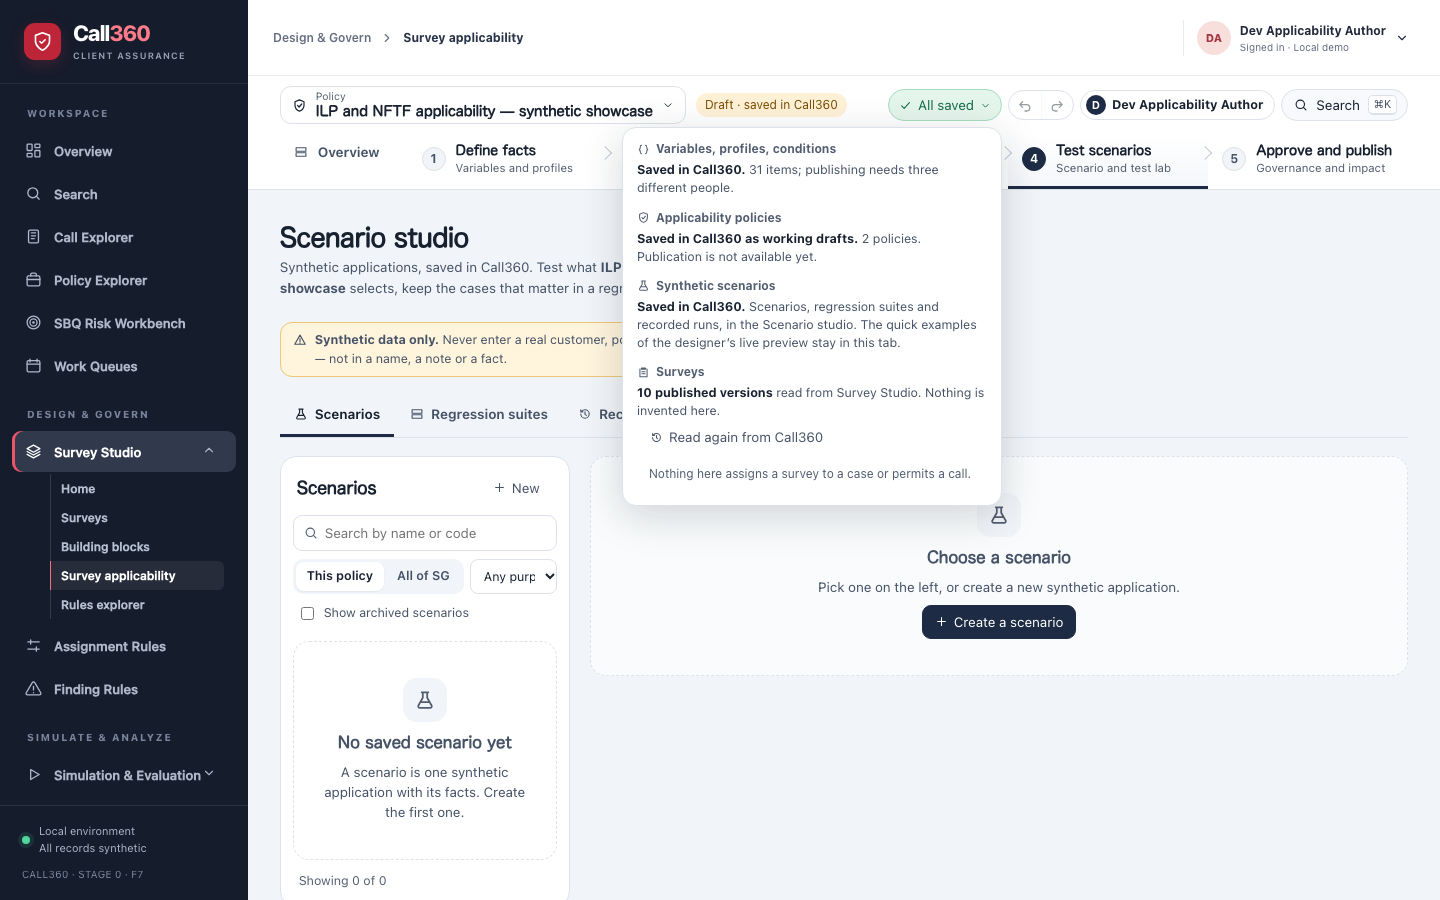 Call360
CLIENT ASSURANCE
WORKSPACE
Overview
Search
Call Explorer
Policy Explorer
SBQ Risk Workbench
Work Queues
DESIGN & GOVERN
Survey Studio
Home
Surveys
Building blocks
Survey applicability
Rules explorer
Assignment Rules
Finding Rules
SIMULATE & ANALYZE
Simulation & Evaluation
Local environment
All records synthetic
CALL360 · STAGE 0 · F7
Design & Govern
Survey applicability
DA
Dev Applicability Author
Signed in · Local demo
Policy
ILP and NFTF applicability — synthetic showcase
Draft · saved in Call360
All saved
D
Dev Applicability Author
Search
⌘K
Overview
1
Define facts
Variables and profiles
4
Test scenarios
Scenario and test lab
5
Approve and publish
Governance and impact
Variables, profiles, conditions
Saved in Call360. 31 items; publishing needs three
different people.
Applicability policies
Saved in Call360 as working drafts. 2 policies.
Publication is not available yet.
Synthetic scenarios
Saved in Call360. Scenarios, regression suites and
recorded runs, in the Scenario studio. The quick examples
of the designer's live preview stay in this tab.
Surveys
10 published versions read from Survey Studio. Nothing is
invented here.
Read again from Call360
Nothing here assigns a survey to a case or permits a call.
Scenario studio
Synthetic applications, saved in Call360. Test what ILP
showcase selects, keep the cases that matter in a
Synthetic data only. Never enter a real customer,
— not in a name, a note or a fact.
Scenarios
Regression suites
Scenarios
New
Search by name or code
This policy
All of SG
Any purp
Show archived scenarios
No saved scenario yet
A scenario is one synthetic
application with its facts. Create
the first one.
Showing 0 of 0
Choose a scenario
Pick one on the left, or create a new synthetic application.
Create a scenario